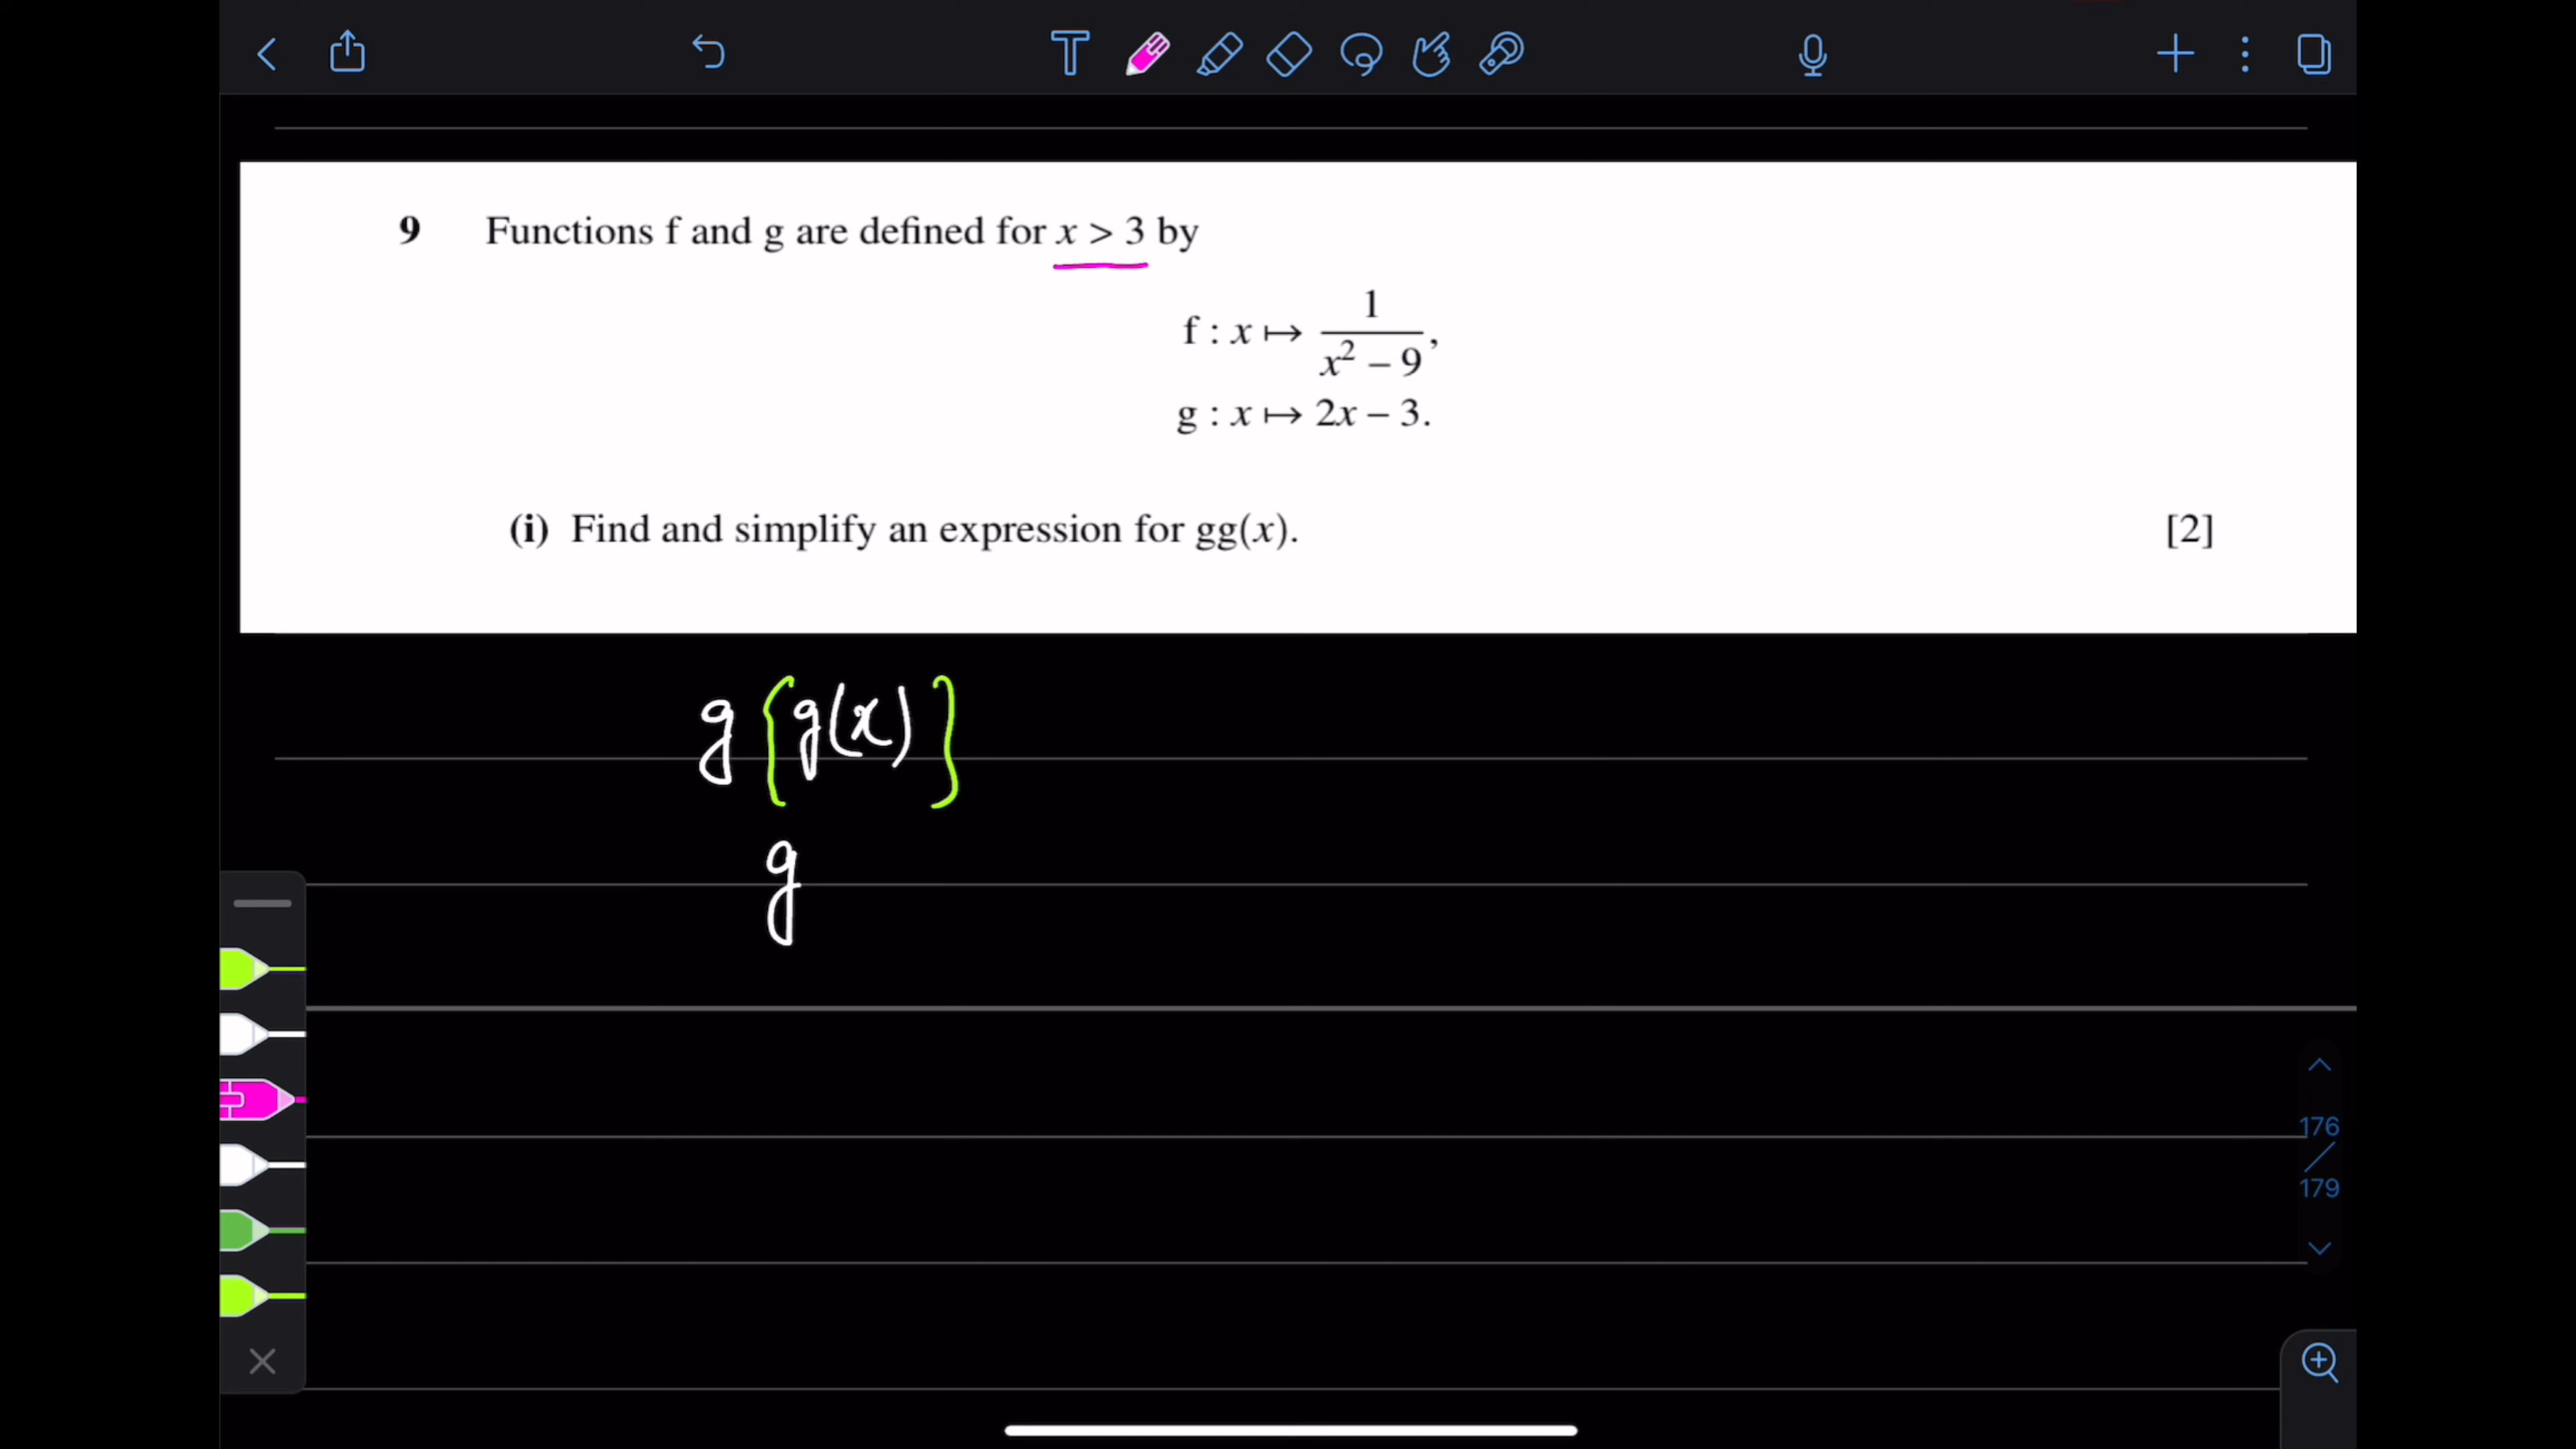 9 Functions f and g are defined for x > 3 by
f : x ↦ 1/(x² − 9),
g : x ↦ 2x − 3.
(i) Find and simplify an expression for gg(x). [2]
g{g(x)}
g
176
/
179